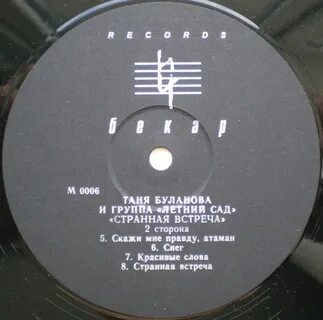 RECORDS
бекар
М 0006
ТАНЯ БУЛАНОВА
И ГРУППА «ЛЕТНИЙ САД»
«СТРАННАЯ ВСТРЕЧА»
2 сторона
5. Скажи мне правду, атаман
6. Снег
7. Красивые слова
8. Странная встреча